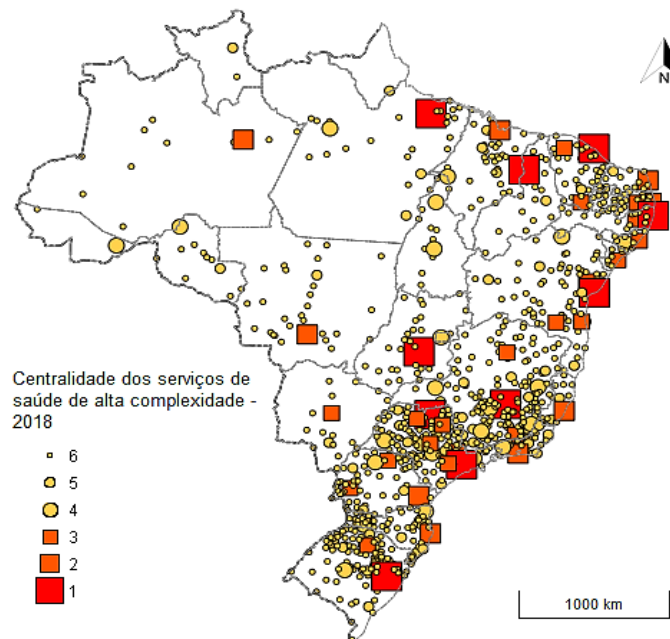 N
Centralidade dos serviços de
saúde de alta complexidade -
2018
6
5
4
3
2
1
1000 km